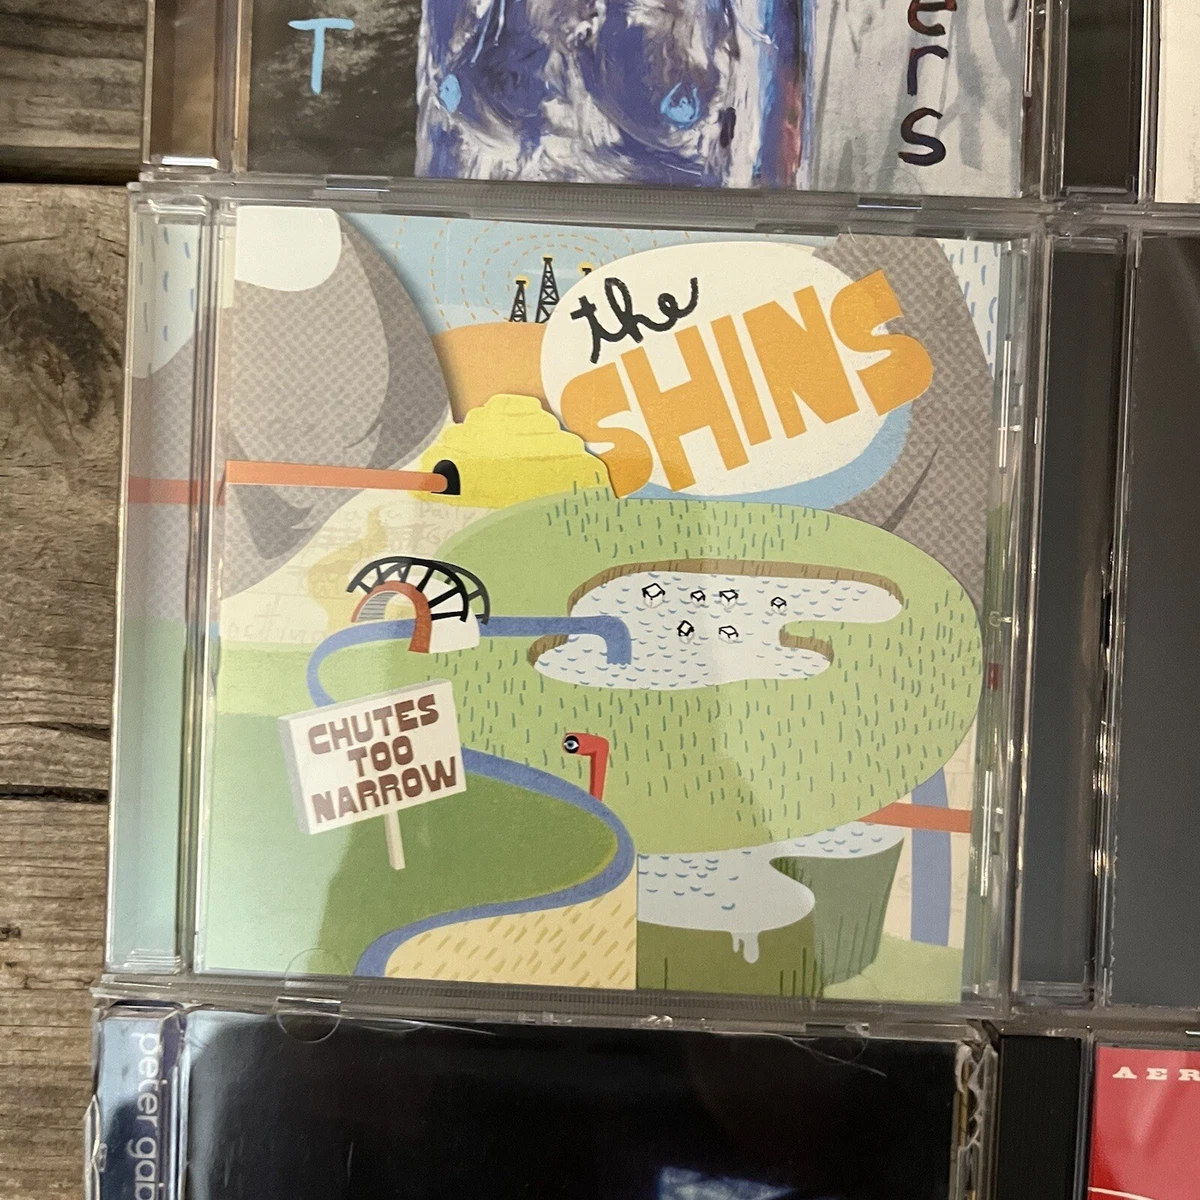 T
ers
the
SHINS
CHUTES
TOO
NARROW
peter gab
AER